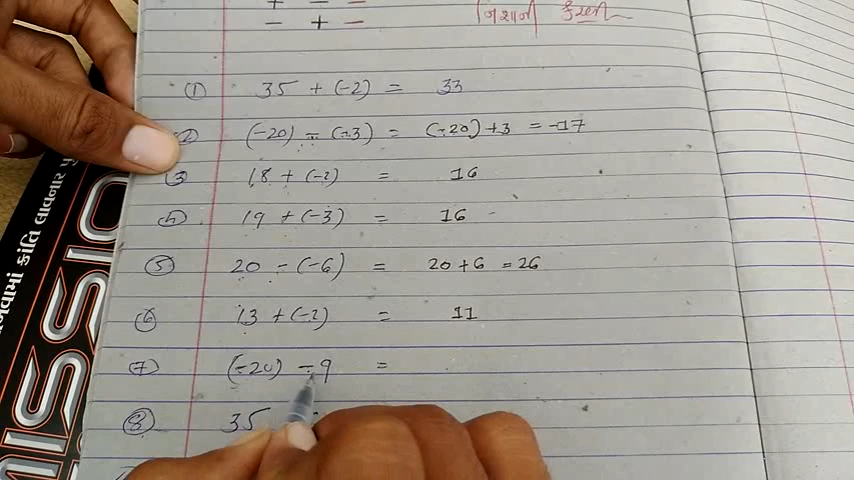 + − −
− + −
નિશાની
① 35 + (-2) = 33
② (-20) - (-3) = (-20) + 3 = -17
③ 18 + (-2) = 16
19 + (-3) = 16
⑤ 20 - (-6) = 20 + 6 = 26
⑥ 13 + (-2) = 11
⑦ (-20) - 9 =
⑧ 35
MISSIO